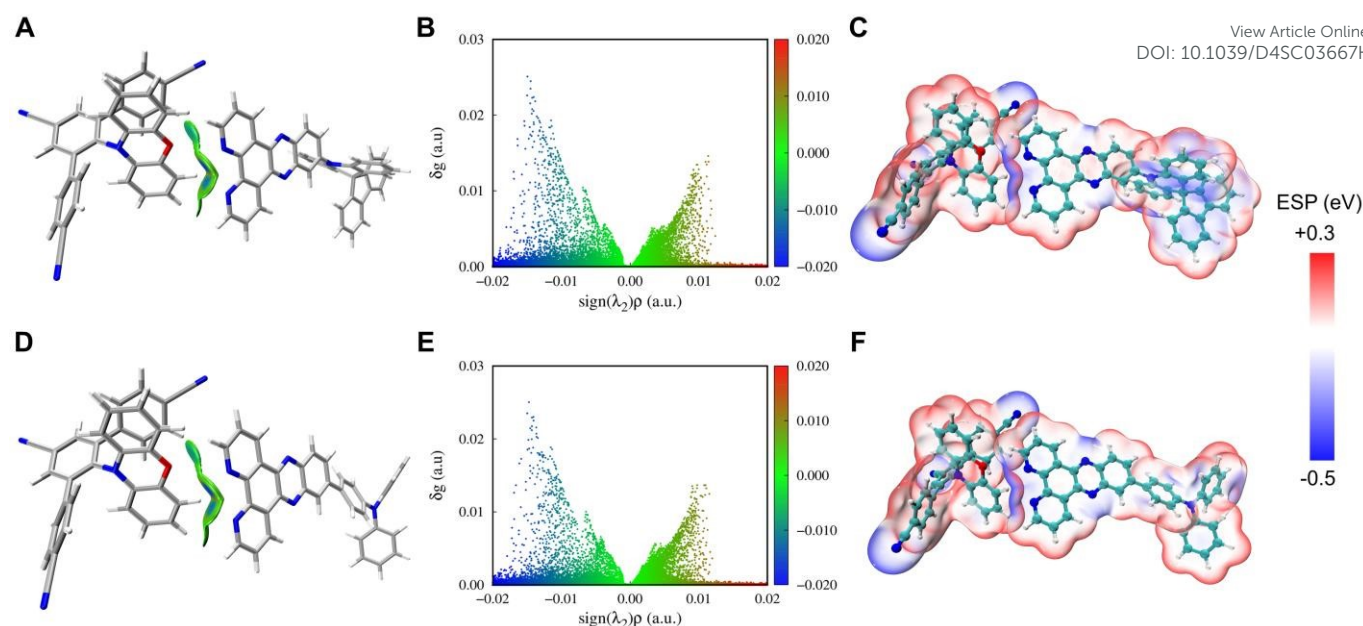 A
B
C
View Article Online
DOI: 10.1039/D4SC03667H
0.03
0.02
0.01
0.00
δg (a.u)
−0.02
−0.01
0.00
0.01
0.02
sign(λ₂)ρ (a.u.)
0.020
0.010
0.000
−0.010
−0.020
ESP (eV)
+0.3
-0.5
D
E
F
0.03
0.02
0.01
0.00
δg (a.u)
−0.02
−0.01
0.00
0.01
0.02
sign(λ₂)ρ (a.u.)
0.020
0.010
0.000
−0.010
−0.020